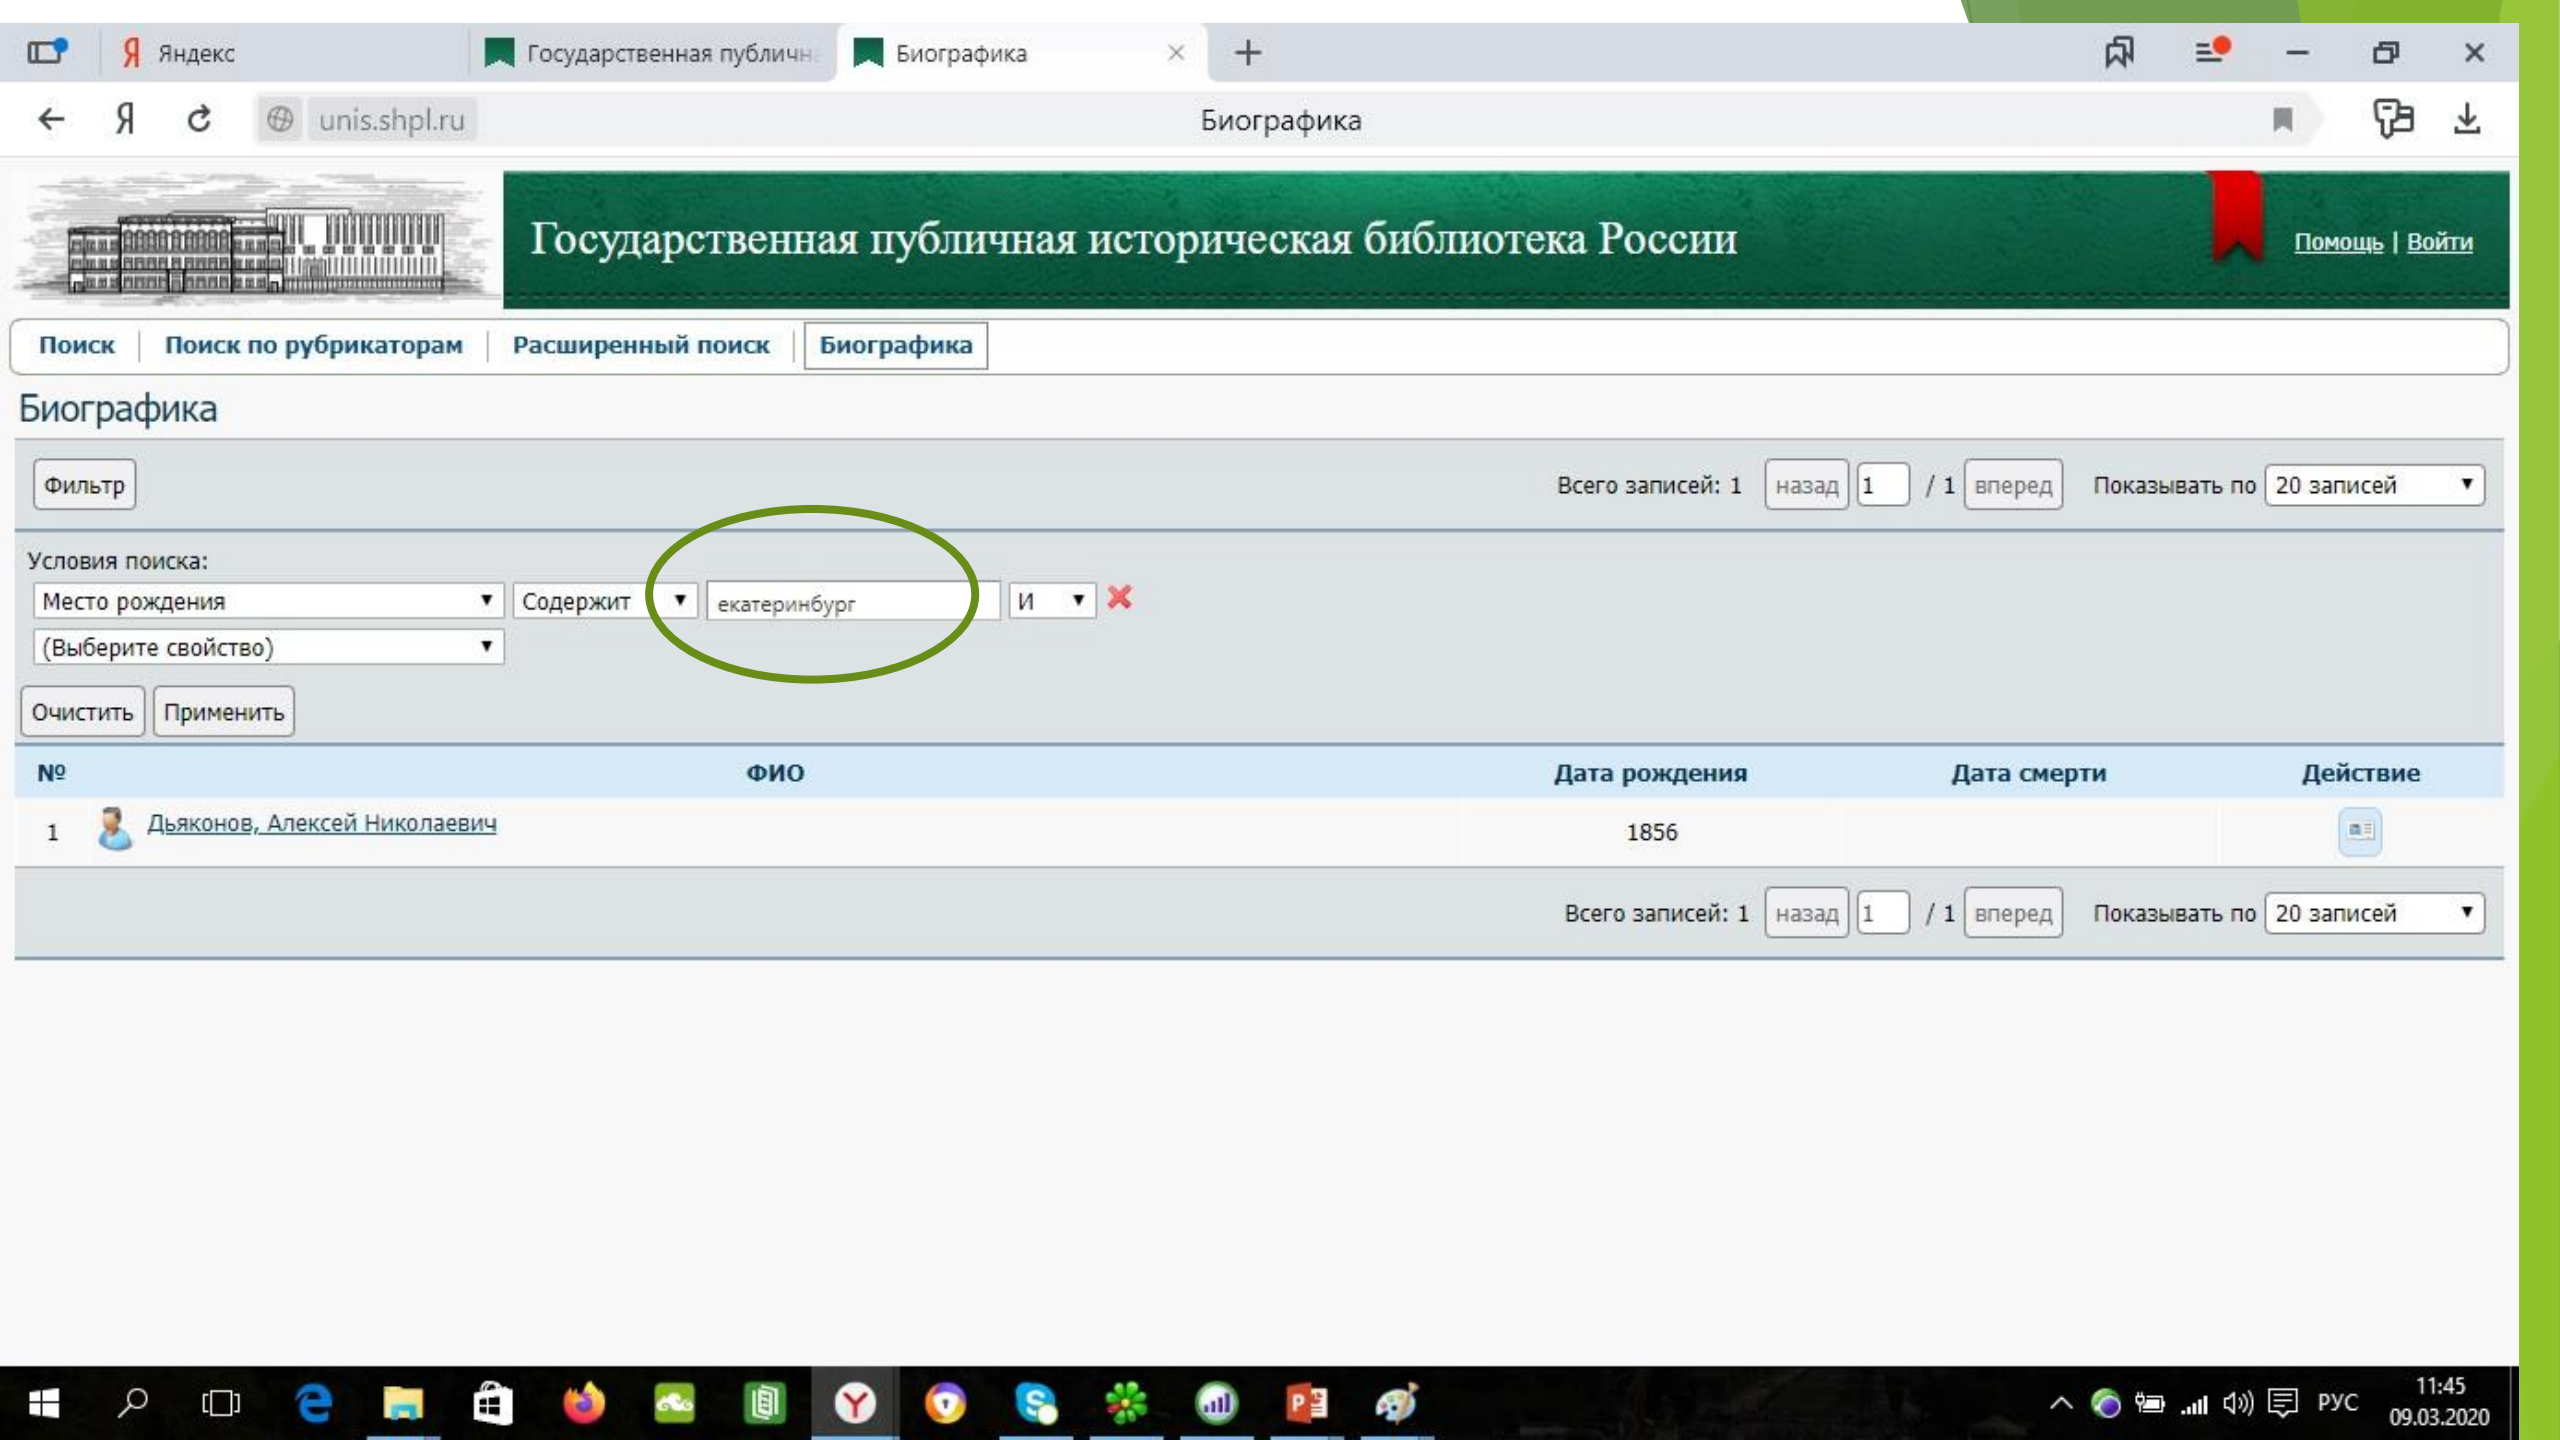 Яндекс
Государственная публична
Биографика
unis.shpl.ru
Биографика
Государственная публичная историческая библиотека России
Помощь | Войти
Поиск | Поиск по рубрикаторам | Расширенный поиск | Биографика
Биографика
Фильтр
Всего записей: 1 назад 1 / 1 вперед Показывать по 20 записей
Условия поиска:
Место рождения Содержит екатеринбург И
(Выберите свойство)
Очистить Применить
№ ФИО Дата рождения Дата смерти Действие
1 Дьяконов, Алексей Николаевич 1856
Всего записей: 1 назад 1 / 1 вперед Показывать по 20 записей
РУС
11:45
09.03.2020